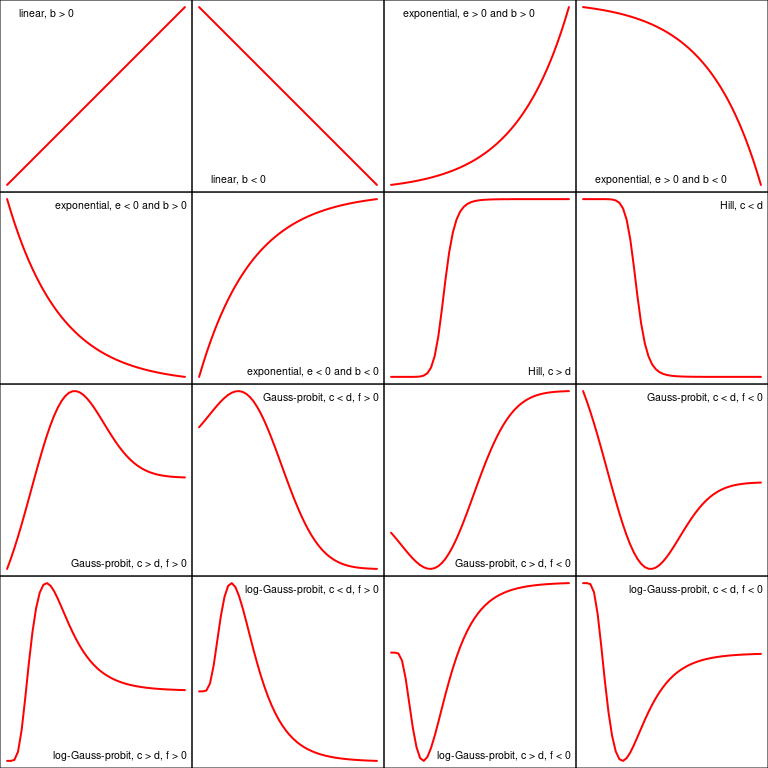 linear, b > 0
linear, b < 0
exponential, e > 0 and b > 0
exponential, e > 0 and b < 0
exponential, e < 0 and b > 0
exponential, e < 0 and b < 0
Hill, c > d
Hill, c < d
Gauss-probit, c > d, f > 0
Gauss-probit, c < d, f > 0
Gauss-probit, c > d, f < 0
Gauss-probit, c < d, f < 0
log-Gauss-probit, c > d, f > 0
log-Gauss-probit, c < d, f > 0
log-Gauss-probit, c > d, f < 0
log-Gauss-probit, c < d, f < 0